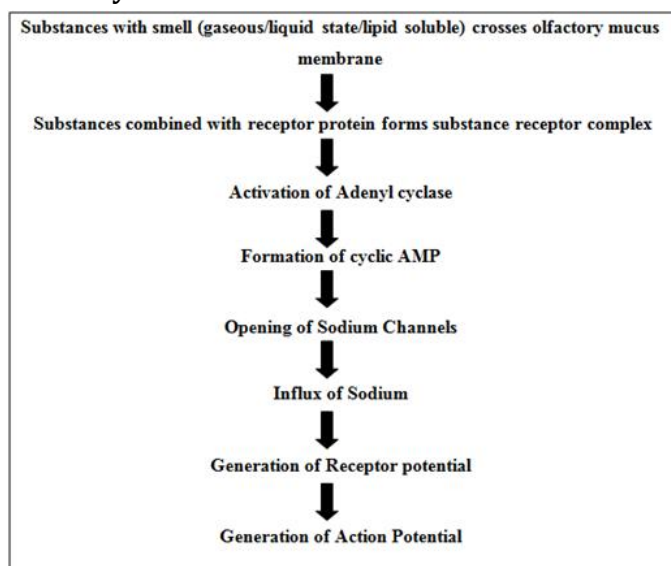 Substances with smell (gaseous/liquid state/lipid soluble) crosses olfactory mucus
membrane
Substances combined with receptor protein forms substance receptor complex
Activation of Adenyl cyclase
Formation of cyclic AMP
Opening of Sodium Channels
Influx of Sodium
Generation of Receptor potential
Generation of Action Potential